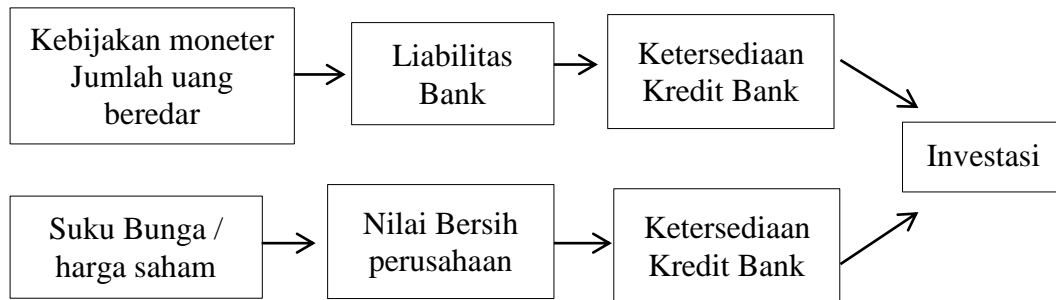 Kebijakan moneter
Jumlah uang
beredar
Liabilitas
Bank
Ketersediaan
Kredit Bank
Investasi
Suku Bunga /
harga saham
Nilai Bersih
perusahaan
Ketersediaan
Kredit Bank